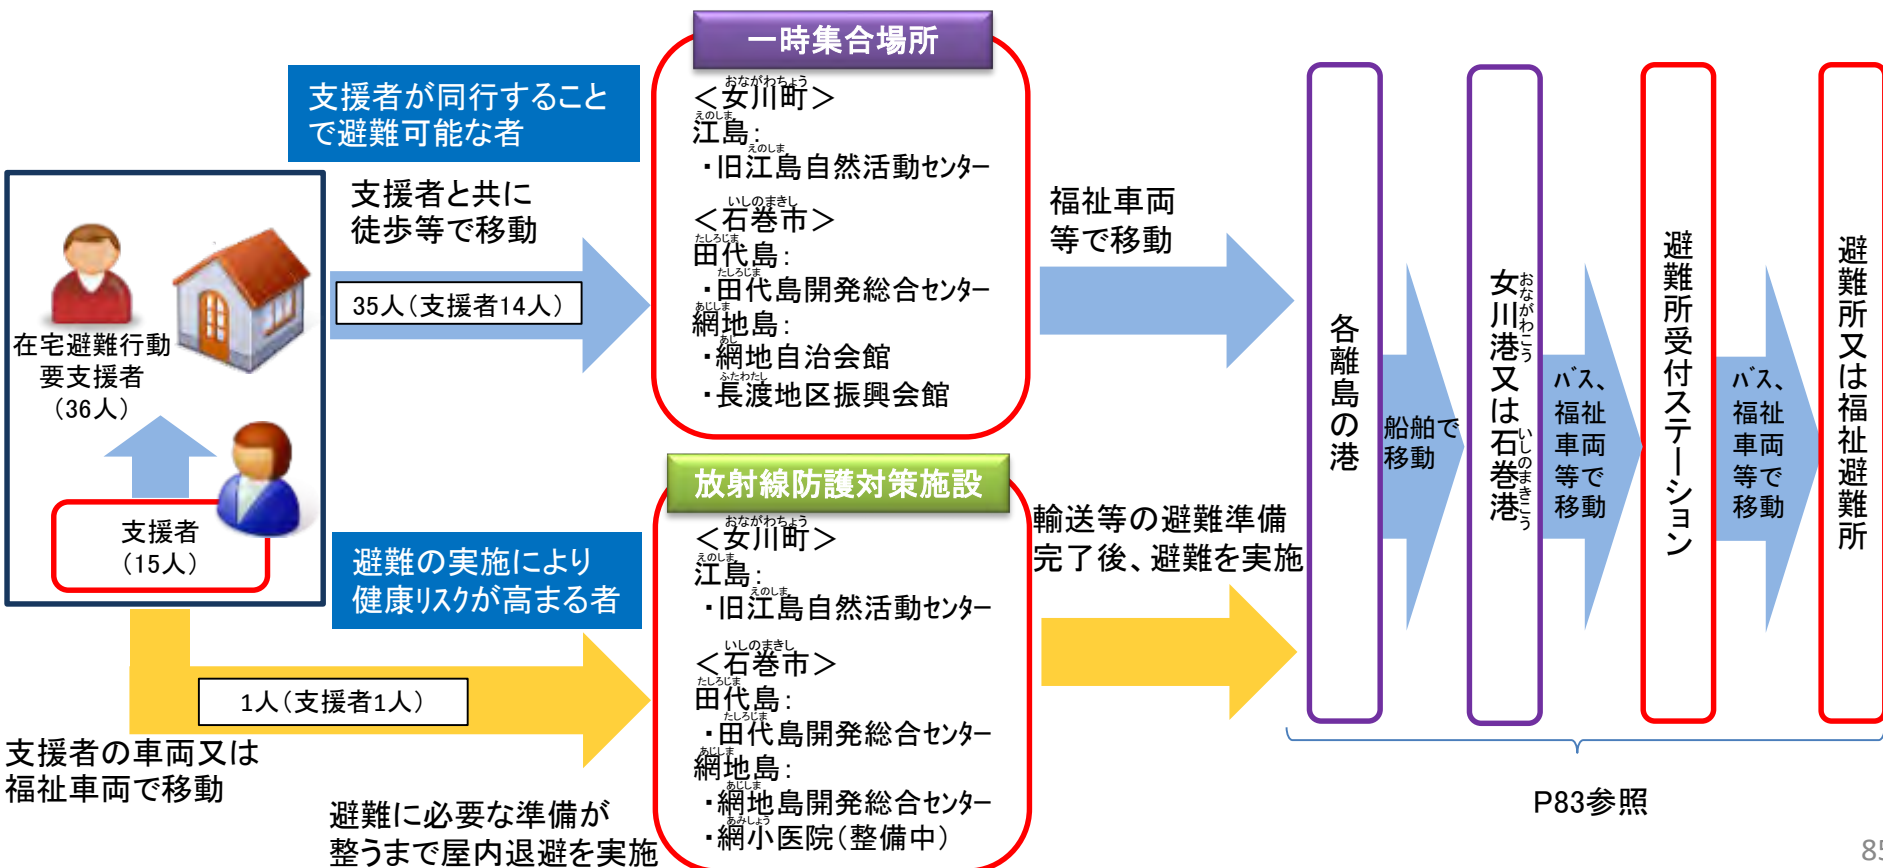 一時集合場所
おながわちょう
＜女川町＞
えのしま
江島：
えのしま
・旧江島自然活動センター
いしのまきし
＜石巻市＞
たしろじま
田代島：
たしろじま
・田代島開発総合センター
あじしま
網地島：
あじ
・網地自治会館
ふたわたし
・長渡地区振興会館
支援者が同行すること
で避難可能な者
支援者と共に
徒歩等で移動
35人（支援者14人）
在宅避難行動
要支援者
（36人）
支援者
（15人）
避難の実施により
健康リスクが高まる者
1人（支援者1人）
支援者の車両又は
福祉車両で移動
避難に必要な準備が
整うまで屋内退避を実施
放射線防護対策施設
おながわちょう
＜女川町＞
えのしま
江島：
えのしま
・旧江島自然活動センター
いしのまきし
＜石巻市＞
たしろじま
田代島：
たしろじま
・田代島開発総合センター
あじしま
網地島：
あじしま
・網地島開発総合センター
あみしょう
・網小医院（整備中）
福祉車両
等で移動
輸送等の避難準備
完了後、避難を実施
各離島の港
船舶で
移動
女川港又は石巻港
おながわこう
いしのまきこう
バス、
福祉
車両
等で
移動
避難所受付ステーション
バス、
福祉
車両
等で
移動
避難所又は福祉避難所
P83参照
85